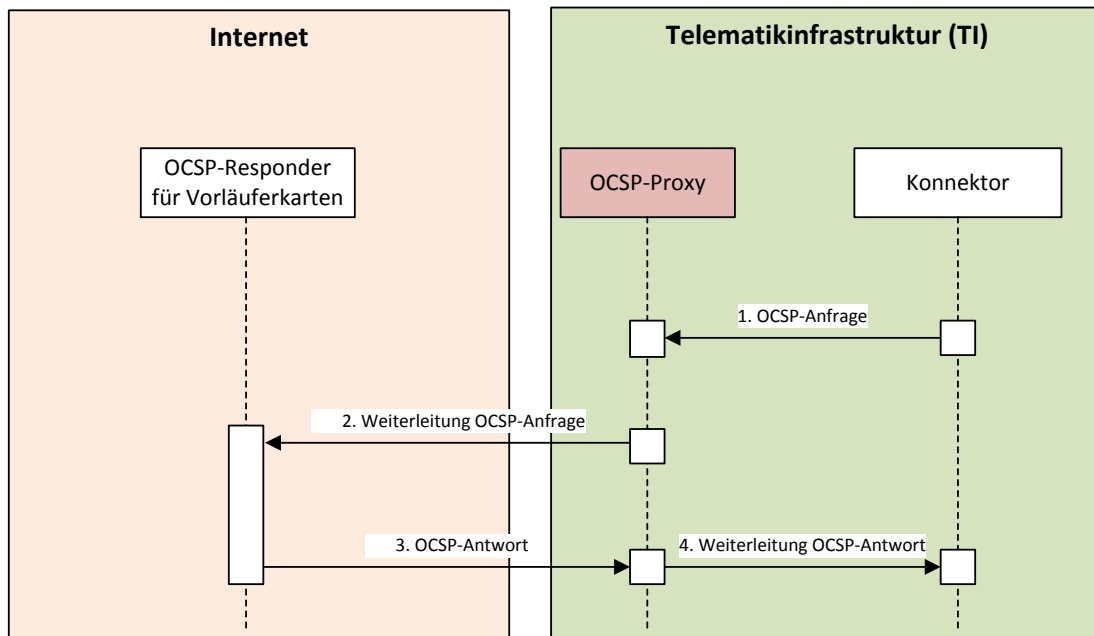 Internet
Telematikinfrastruktur (TI)
OCSP-Responder
für Vorläuferkarten
OCSP-Proxy
Konnektor
1. OCSP-Anfrage
2. Weiterleitung OCSP-Anfrage
3. OCSP-Antwort
4. Weiterleitung OCSP-Antwort